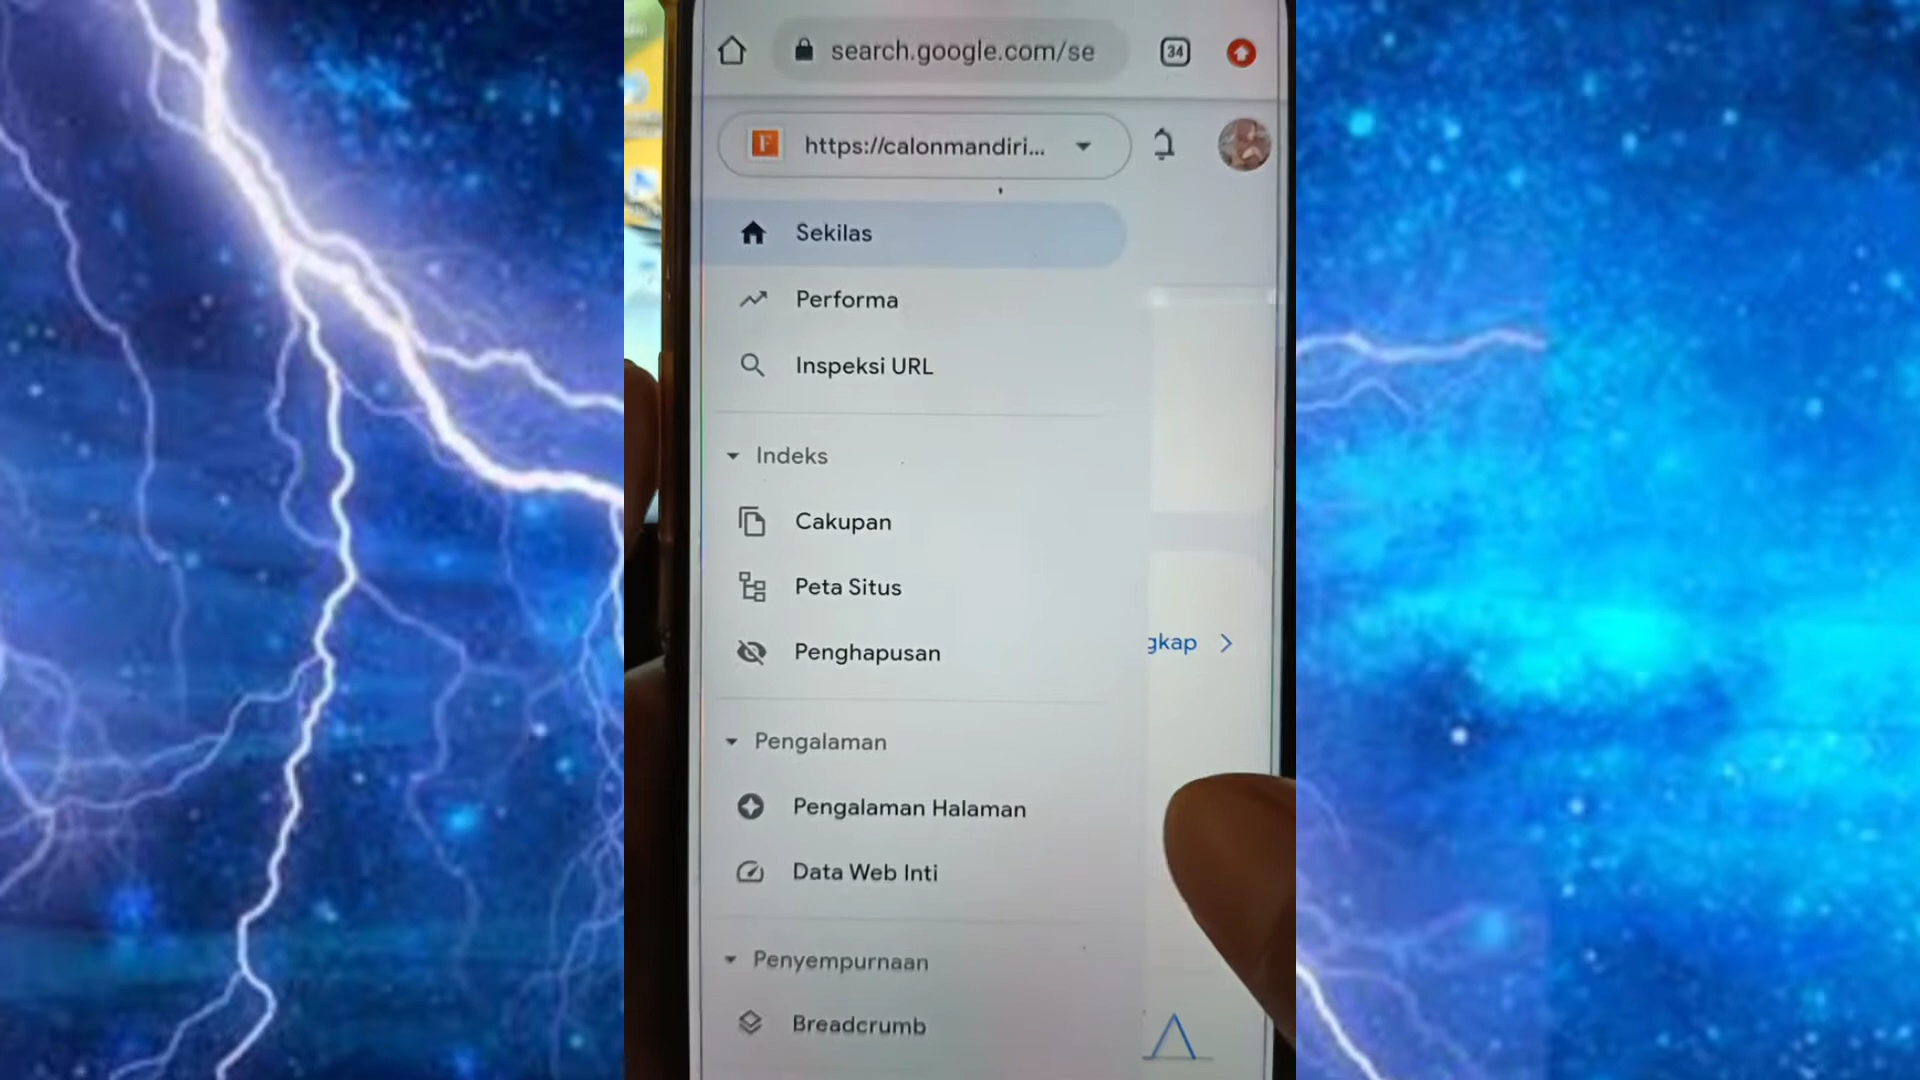 search.google.com/se
34
F
https://calonmandiri...
Sekilas
Performa
Inspeksi URL
Indeks
Cakupan
Peta Situs
Penghapusan
gkap
Pengalaman
Pengalaman Halaman
Data Web Inti
Penyempurnaan
Breadcrumb